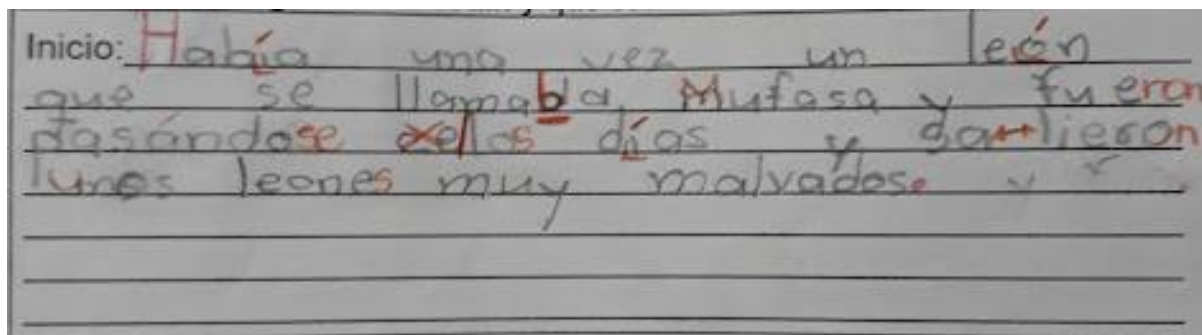 Inicio: Había una vez un león
que se llamaba Mufasa y fueron
pasándose los días y salieron
unos leones muy malvados. y